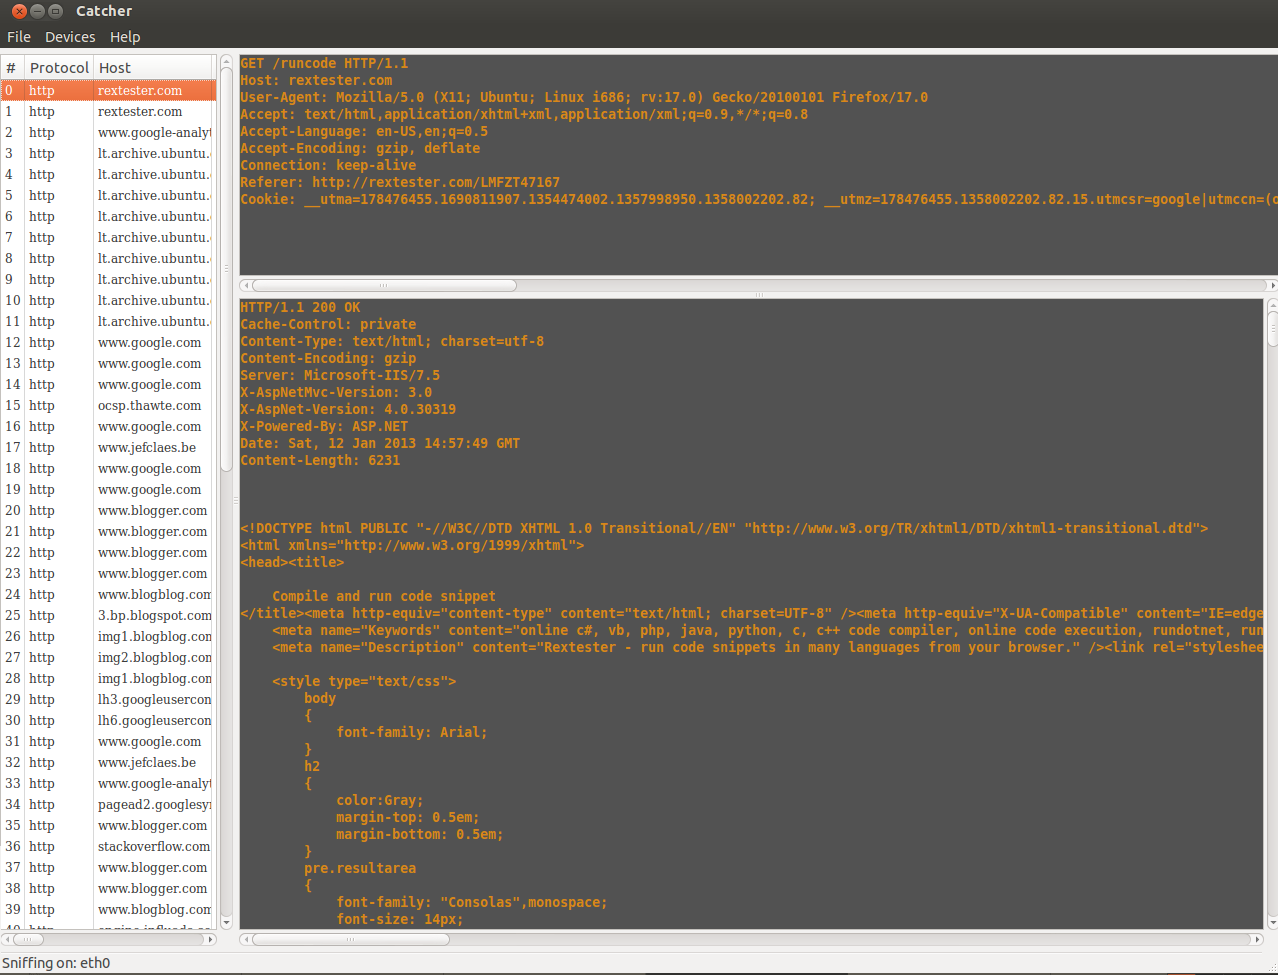 Catcher
File Devices Help
# Protocol Host
0 http rextester.com
1 http rextester.com
2 http www.google-analyt
3 http lt.archive.ubuntu.
4 http lt.archive.ubuntu.
5 http lt.archive.ubuntu.
6 http lt.archive.ubuntu.
7 http lt.archive.ubuntu.
8 http lt.archive.ubuntu.
9 http lt.archive.ubuntu.
10 http lt.archive.ubuntu.
11 http lt.archive.ubuntu.
12 http www.google.com
13 http www.google.com
14 http www.google.com
15 http ocsp.thawte.com
16 http www.google.com
17 http www.jefclaes.be
18 http www.google.com
19 http www.google.com
20 http www.blogger.com
21 http www.blogger.com
22 http www.blogger.com
23 http www.blogger.com
24 http www.blogblog.com
25 http 3.bp.blogspot.com
26 http img1.blogblog.com
27 http img2.blogblog.com
28 http img1.blogblog.com
29 http lh3.googleusercon
30 http lh6.googleusercon
31 http www.google.com
32 http www.jefclaes.be
33 http www.google-analyt
34 http pagead2.googlesyn
35 http www.blogger.com
36 http stackoverflow.com
37 http www.blogger.com
38 http www.blogger.com
39 http www.blogblog.com
GET /runcode HTTP/1.1
Host: rextester.com
User-Agent: Mozilla/5.0 (X11; Ubuntu; Linux i686; rv:17.0) Gecko/20100101 Firefox/17.0
Accept: text/html,application/xhtml+xml,application/xml;q=0.9,*/*;q=0.8
Accept-Language: en-US,en;q=0.5
Accept-Encoding: gzip, deflate
Connection: keep-alive
Referer: http://rextester.com/LMFZT47167
Cookie: __utma=178476455.1690811907.1354474002.1357998950.1358002202.82; __utmz=178476455.1358002202.82.15.utmcsr=google|utmccn=(o
HTTP/1.1 200 OK
Cache-Control: private
Content-Type: text/html; charset=utf-8
Content-Encoding: gzip
Server: Microsoft-IIS/7.5
X-AspNetMvc-Version: 3.0
X-AspNet-Version: 4.0.30319
X-Powered-By: ASP.NET
Date: Sat, 12 Jan 2013 14:57:49 GMT
Content-Length: 6231
<!DOCTYPE html PUBLIC "-//W3C//DTD XHTML 1.0 Transitional//EN" "http://www.w3.org/TR/xhtml1/DTD/xhtml1-transitional.dtd">
<html xmlns="http://www.w3.org/1999/xhtml">
<head><title>
Compile and run code snippet
</title><meta http-equiv="content-type" content="text/html; charset=UTF-8" /><meta http-equiv="X-UA-Compatible" content="IE=edge
<meta name="Keywords" content="online c#, vb, php, java, python, c, c++ code compiler, online code execution, rundotnet, run
<meta name="Description" content="Rextester - run code snippets in many languages from your browser." /><link rel="styleshee
<style type="text/css">
body
{
font-family: Arial;
}
h2
{
color:Gray;
margin-top: 0.5em;
margin-bottom: 0.5em;
}
pre.resultarea
{
font-family: "Consolas",monospace;
font-size: 14px;
Sniffing on: eth0